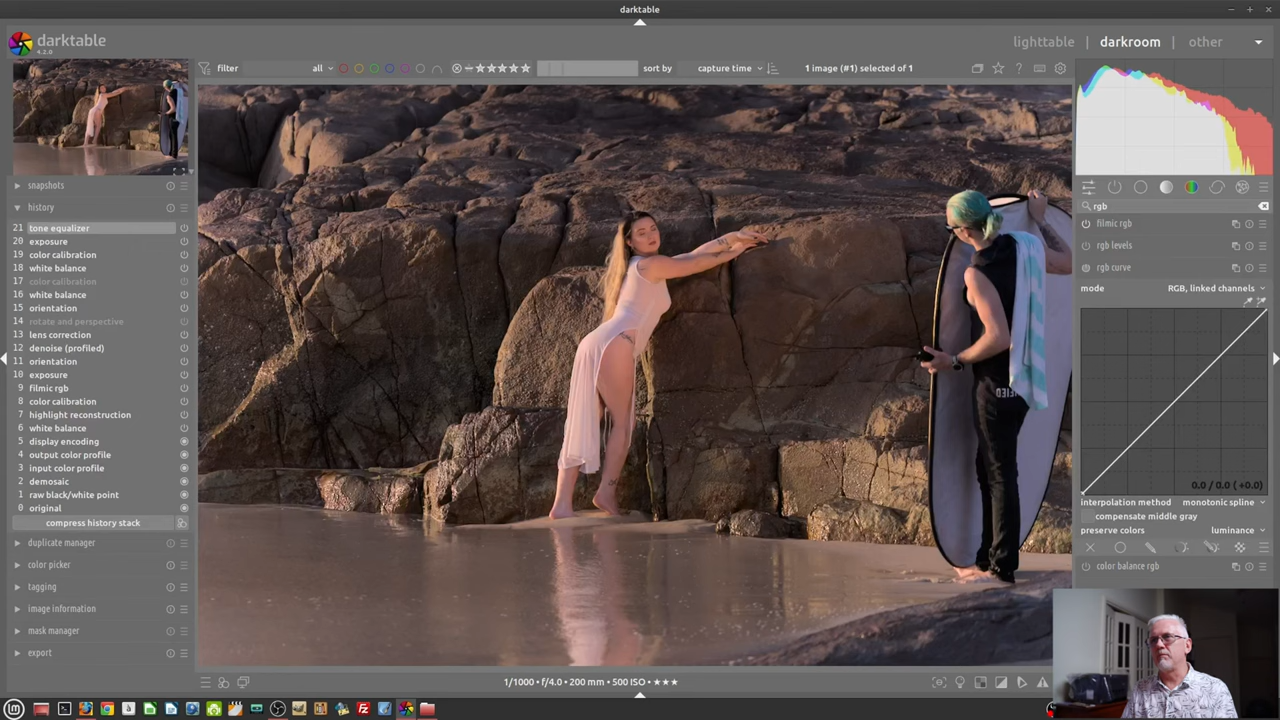 darktable
darktable
4.2.0
lighttable | darkroom | other
filter all sort by capture time 1 image (#1) selected of 1
snapshots
history
21 tone equalizer
20 exposure
19 color calibration
18 white balance
17 color calibration
16 white balance
15 orientation
14 rotate and perspective
13 lens correction
12 denoise (profiled)
11 orientation
10 exposure
9 filmic rgb
8 color calibration
7 highlight reconstruction
6 white balance
5 display encoding
4 output color profile
3 input color profile
2 demosaic
1 raw black/white point
0 original
compress history stack
duplicate manager
color picker
tagging
image information
mask manager
export
1/1000 • f/4.0 • 200 mm • 500 ISO • ★★★
rgb
filmic rgb
rgb levels
rgb curve
mode RGB, linked channels
0.0 / 0.0 ( +0.0)
interpolation method monotonic spline
compensate middle gray
preserve colors luminance
color balance rgb